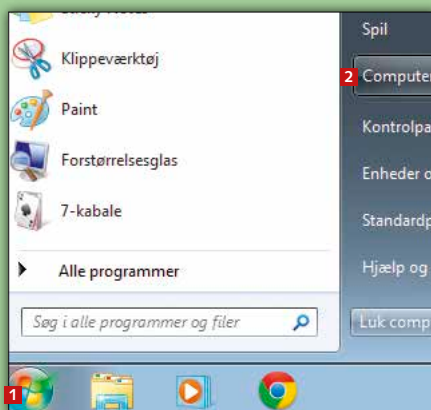 Klippeværktøj
Paint
Forstørrelsesglas
7-kabale
Alle programmer
Søg i alle programmer og filer
1
Spil
2 Computer
Kontrolpa
Enheder o
Standardp
Hjælp og
Luk comp